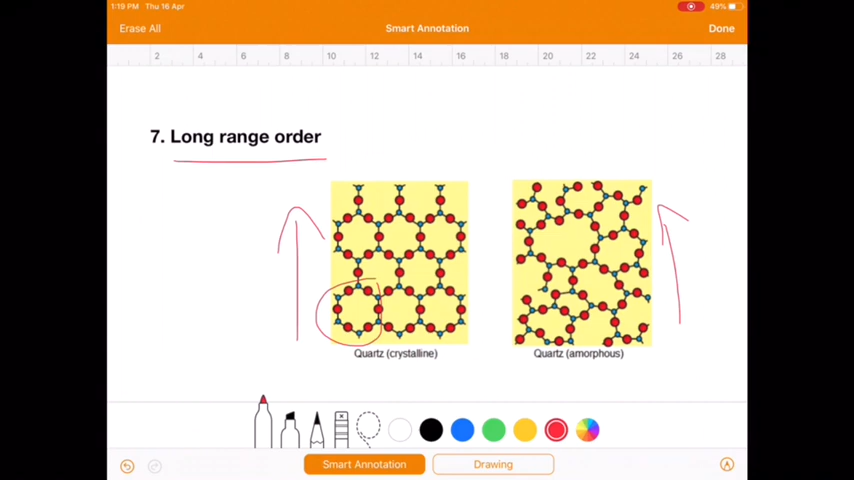 1:19 PM Thu 16 Apr
49%
Erase All
Smart Annotation
Done
2 4 6 8 10 12 14 16 18 20 22 24 26 28
7. Long range order
Quartz (crystalline)
Quartz (amorphous)
Smart Annotation
Drawing